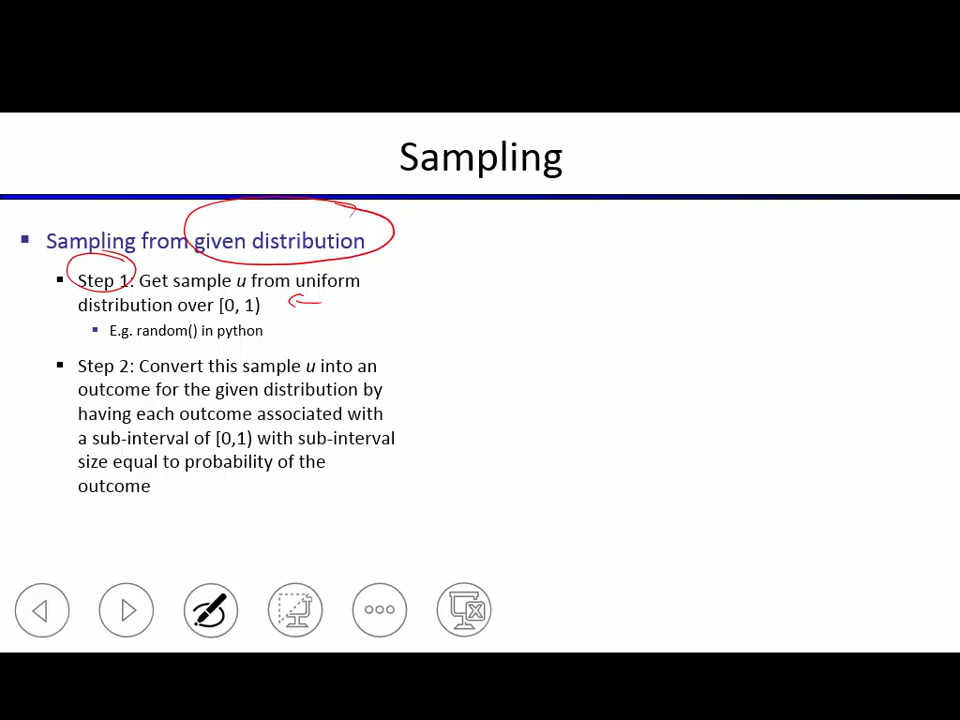 Sampling
Sampling from given distribution
Step 1: Get sample u from uniform
distribution over [0, 1)
E.g. random() in python
Step 2: Convert this sample u into an
outcome for the given distribution by
having each outcome associated with
a sub-interval of [0,1) with sub-interval
size equal to probability of the
outcome